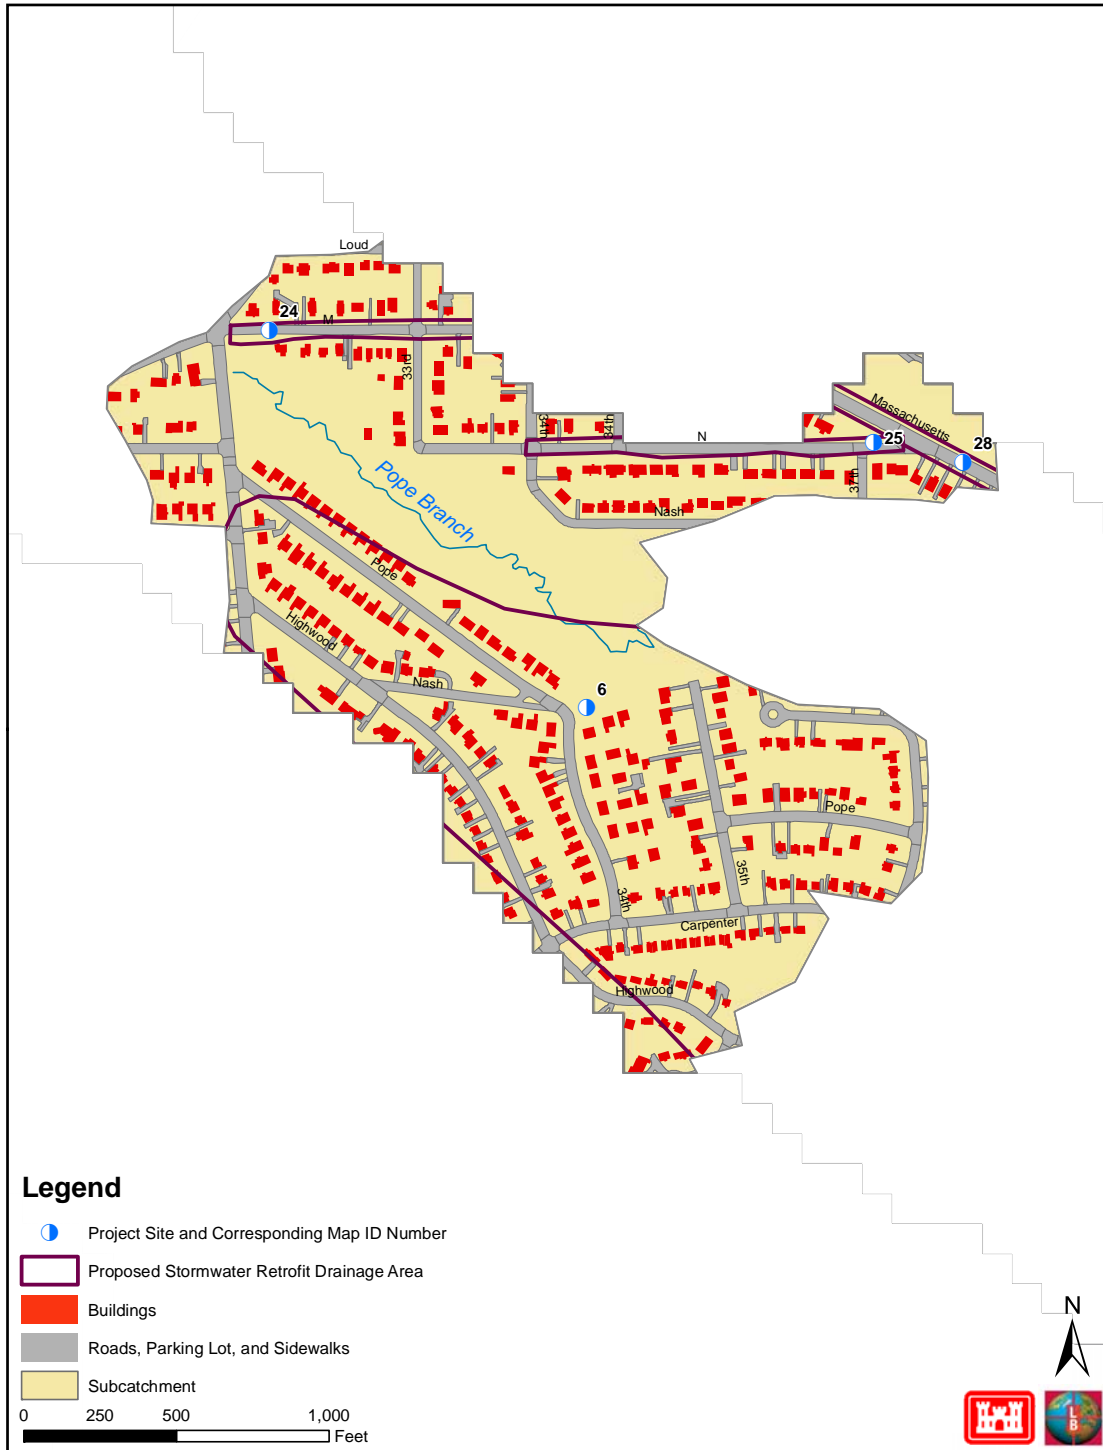 Loud
24
M
33rd
34th
34th
N
Massachusetts
25
28
37th
Nash
Pope Branch
Pope
Highwood
Nash
6
Pope
35th
34th
Carpenter
Highwood
Legend
Project Site and Corresponding Map ID Number
Proposed Stormwater Retrofit Drainage Area
Buildings
Roads, Parking Lot, and Sidewalks
Subcatchment
0 250 500 1,000
Feet
N
L
B